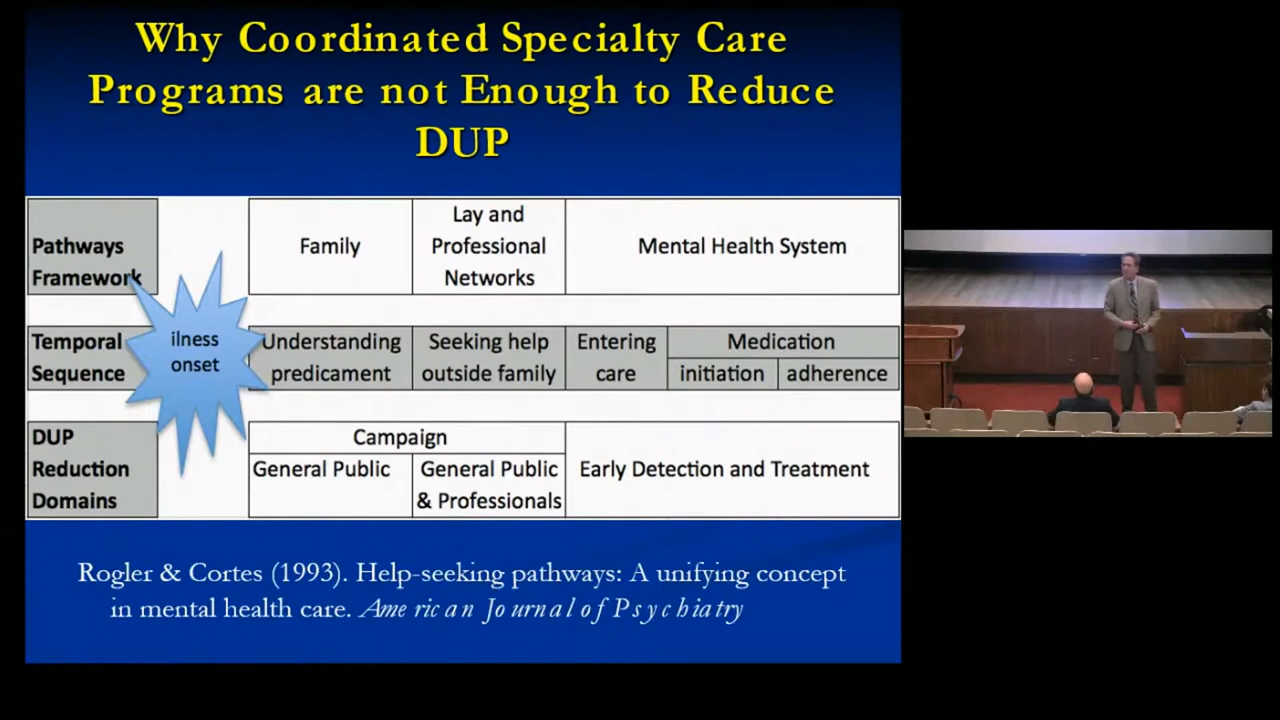 Why Coordinated Specialty Care
Programs are not Enough to Reduce
DUP
Pathways
Framework
Family
Lay and
Professional
Networks
Mental Health System
Temporal
Sequence
ilness
onset
Understanding
predicament
Seeking help
outside family
Entering
care
Medication
initiation
adherence
DUP
Reduction
Domains
Campaign
General Public
General Public
& Professionals
Early Detection and Treatment
Rogler & Cortes (1993). Help-seeking pathways: A unifying concept
in mental health care. American Journal of Psychiatry